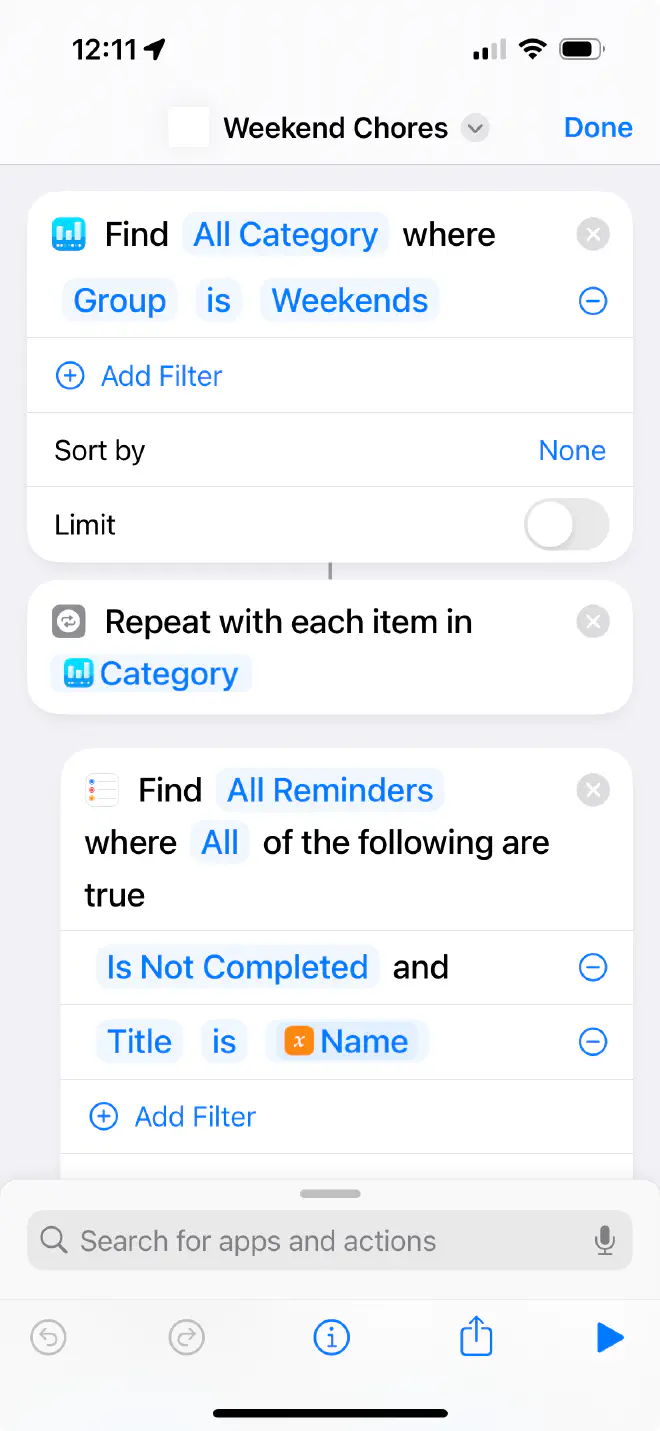 12:11
Weekend Chores
Done
Find All Category where
Group is Weekends
Add Filter
Sort by None
Limit
Repeat with each item in
Category
Find All Reminders
where All of the following are
true
Is Not Completed and
Title is x Name
Add Filter
Search for apps and actions